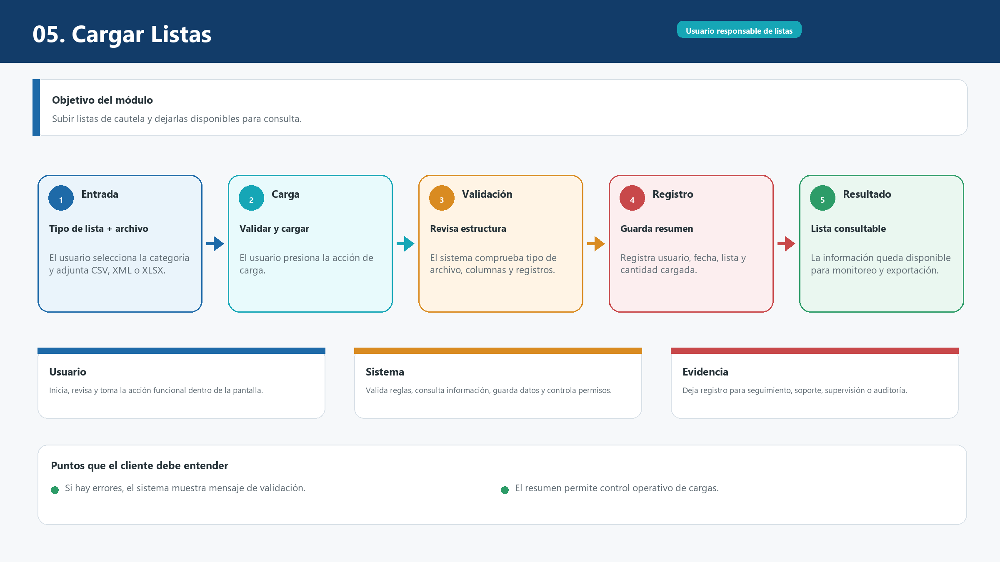 05. Cargar Listas
Usuario responsable de listas
Objetivo del módulo
Subir listas de cautela y dejarlas disponibles para consulta.
1
Entrada
Tipo de lista + archivo
El usuario selecciona la categoría
y adjunta CSV, XML o XLSX.
2
Carga
Validar y cargar
El usuario presiona la acción de
carga.
3
Validación
Revisa estructura
El sistema comprueba tipo de
archivo, columnas y registros.
4
Registro
Guarda resumen
Registra usuario, fecha, lista y
cantidad cargada.
5
Resultado
Lista consultable
La información queda disponible
para monitoreo y exportación.
Usuario
Inicia, revisa y toma la acción funcional dentro de la pantalla.
Sistema
Valida reglas, consulta información, guarda datos y controla permisos.
Evidencia
Deja registro para seguimiento, soporte, supervisión o auditoría.
Puntos que el cliente debe entender
Si hay errores, el sistema muestra mensaje de validación.
El resumen permite control operativo de cargas.